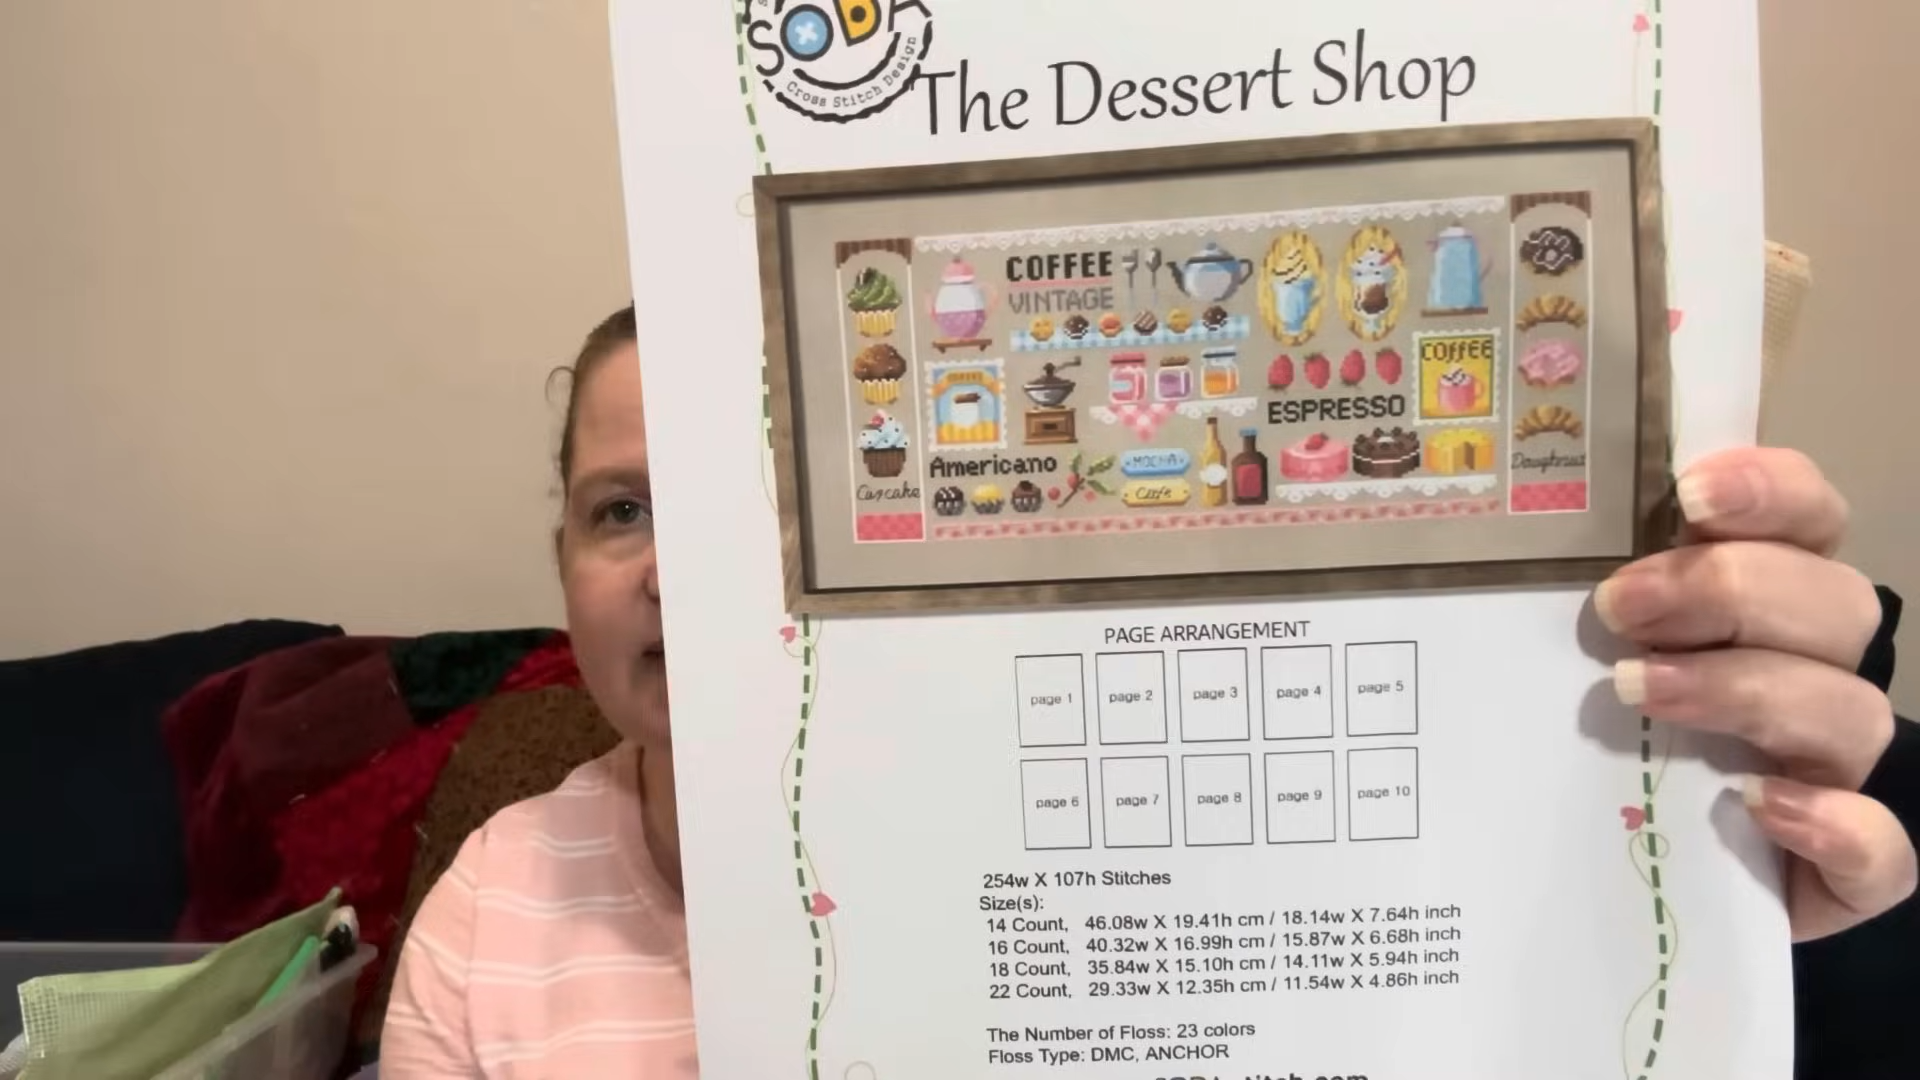 SODA
Cross Stitch Design
The Dessert Shop
COFFEE
VINTAGE
COFFEE
ESPRESSO
Americano
MOCHA
Cafe
Cupcake
Doughnut
PAGE ARRANGEMENT
page 1 page 2 page 3 page 4 page 5
page 6 page 7 page 8 page 9 page 10
254w X 107h Stitches
Size(s):
14 Count, 46.08w X 19.41h cm / 18.14w X 7.64h inch
16 Count, 40.32w X 16.99h cm / 15.87w X 6.68h inch
18 Count, 35.84w X 15.10h cm / 14.11w X 5.94h inch
22 Count, 29.33w X 12.35h cm / 11.54w X 4.86h inch
The Number of Floss: 23 colors
Floss Type: DMC, ANCHOR